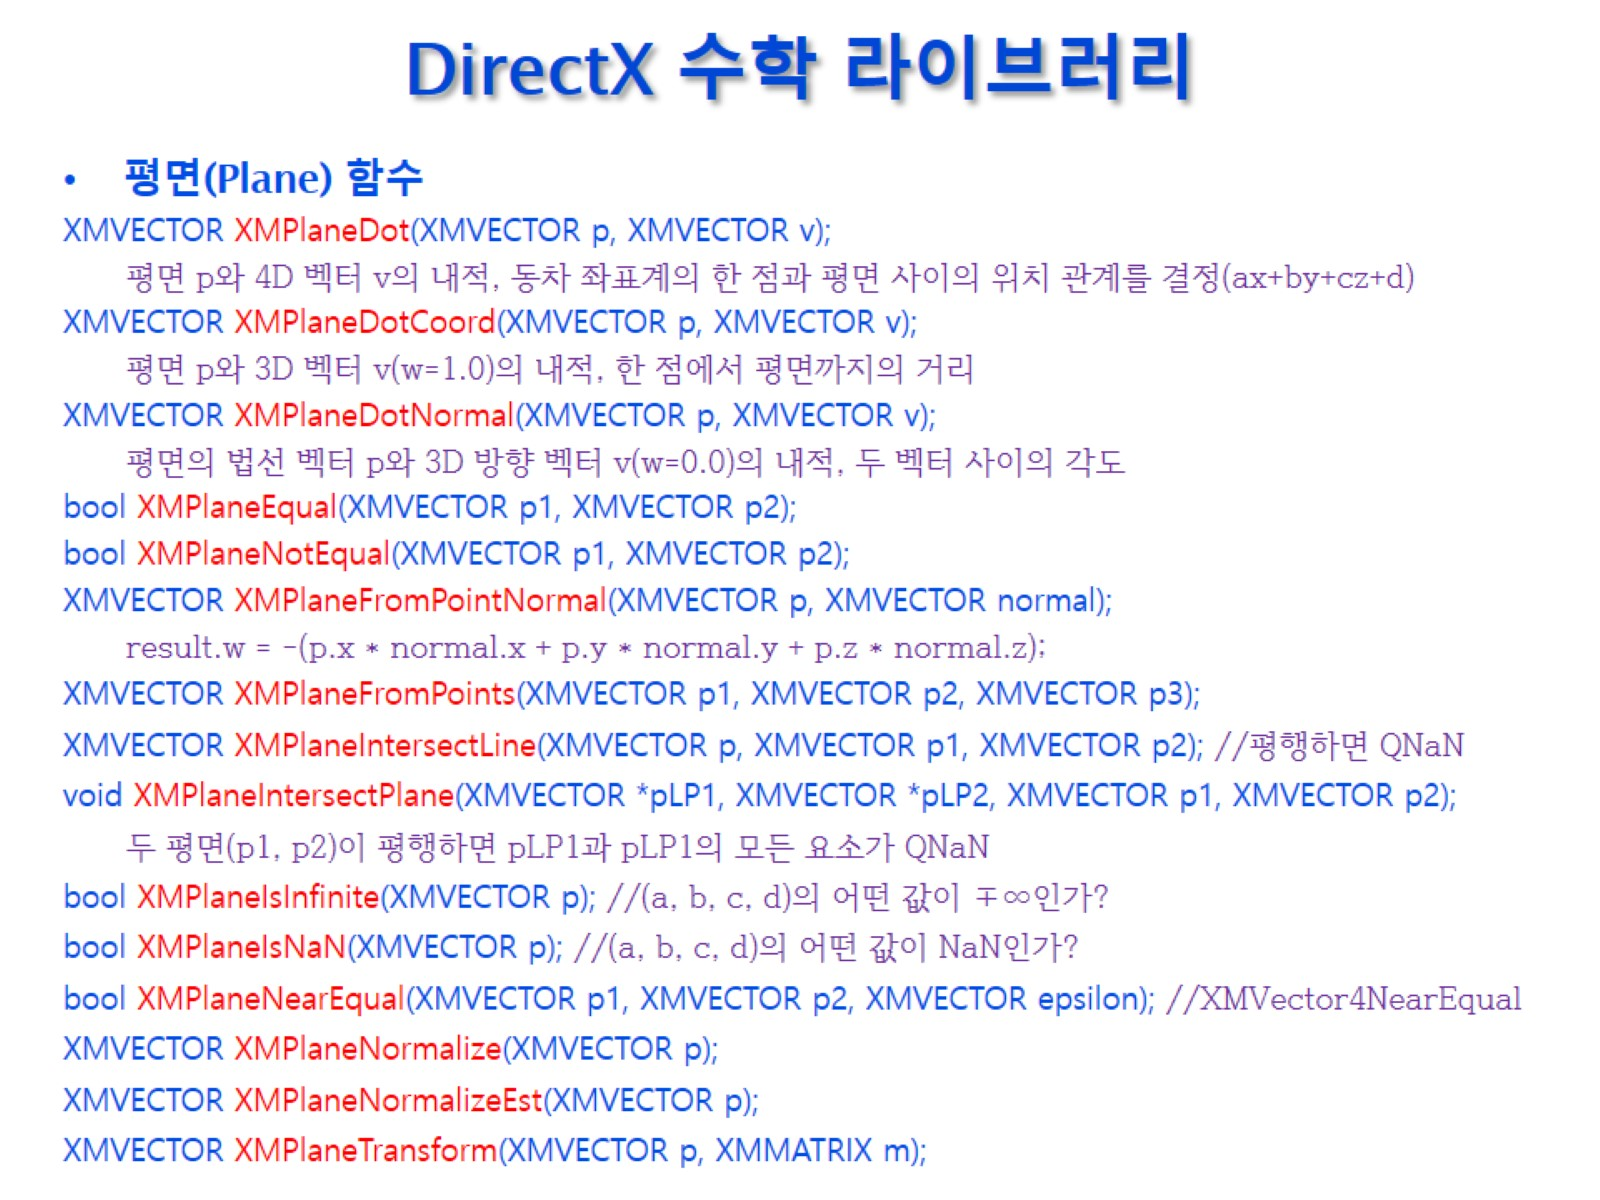 DirectX 수학 라이브러리
• 평면(Plane) 함수
XMVECTOR XMPlaneDot(XMVECTOR p, XMVECTOR v);
평면 p와 4D 벡터 v의 내적, 동차 좌표계의 한 점과 평면 사이의 위치 관계를 결정(ax+by+cz+d)
XMVECTOR XMPlaneDotCoord(XMVECTOR p, XMVECTOR v);
평면 p와 3D 벡터 v(w=1.0)의 내적, 한 점에서 평면까지의 거리
XMVECTOR XMPlaneDotNormal(XMVECTOR p, XMVECTOR v);
평면의 법선 벡터 p와 3D 방향 벡터 v(w=0.0)의 내적, 두 벡터 사이의 각도
bool XMPlaneEqual(XMVECTOR p1, XMVECTOR p2);
bool XMPlaneNotEqual(XMVECTOR p1, XMVECTOR p2);
XMVECTOR XMPlaneFromPointNormal(XMVECTOR p, XMVECTOR normal);
result.w = -(p.x * normal.x + p.y * normal.y + p.z * normal.z);
XMVECTOR XMPlaneFromPoints(XMVECTOR p1, XMVECTOR p2, XMVECTOR p3);
XMVECTOR XMPlaneIntersectLine(XMVECTOR p, XMVECTOR p1, XMVECTOR p2); //평행하면 QNaN
void XMPlaneIntersectPlane(XMVECTOR *pLP1, XMVECTOR *pLP2, XMVECTOR p1, XMVECTOR p2);
두 평면(p1, p2)이 평행하면 pLP1과 pLP1의 모든 요소가 QNaN
bool XMPlaneIsInfinite(XMVECTOR p); //(a, b, c, d)의 어떤 값이 ∓∞인가?
bool XMPlaneIsNaN(XMVECTOR p); //(a, b, c, d)의 어떤 값이 NaN인가?
bool XMPlaneNearEqual(XMVECTOR p1, XMVECTOR p2, XMVECTOR epsilon); //XMVector4NearEqual
XMVECTOR XMPlaneNormalize(XMVECTOR p);
XMVECTOR XMPlaneNormalizeEst(XMVECTOR p);
XMVECTOR XMPlaneTransform(XMVECTOR p, XMMATRIX m);